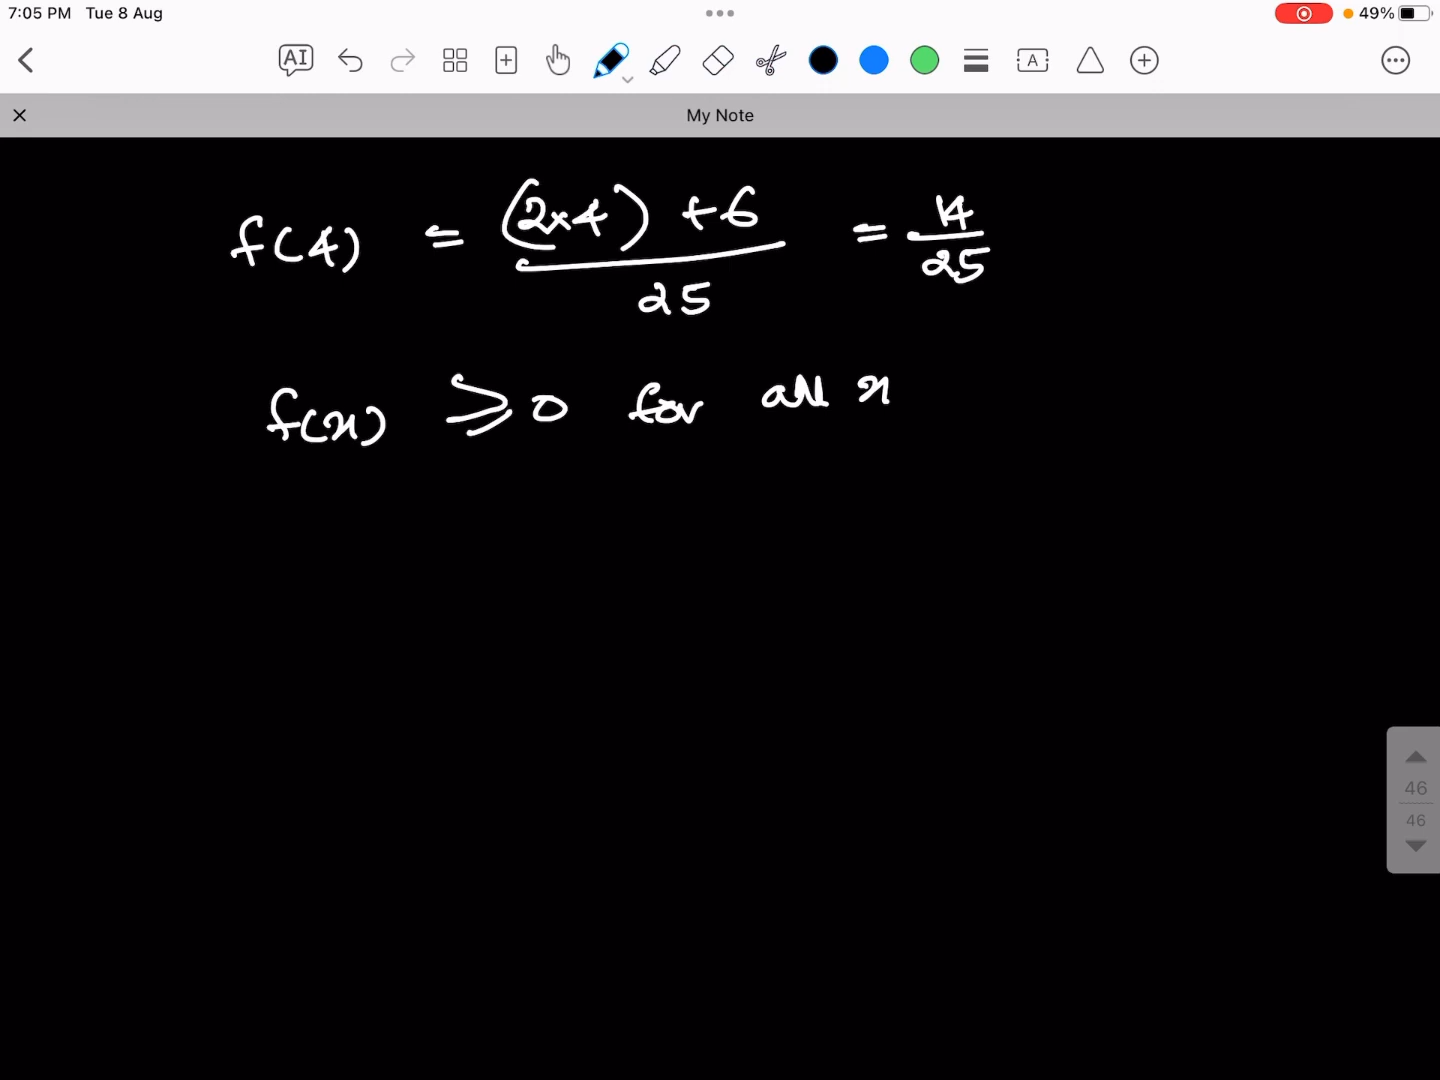 7:05 PM Tue 8 Aug 49%
AI A
My Note
f(4) = (2×4) +6 / 25 = 14/25
f(x) ≥ 0 for all x
46
46